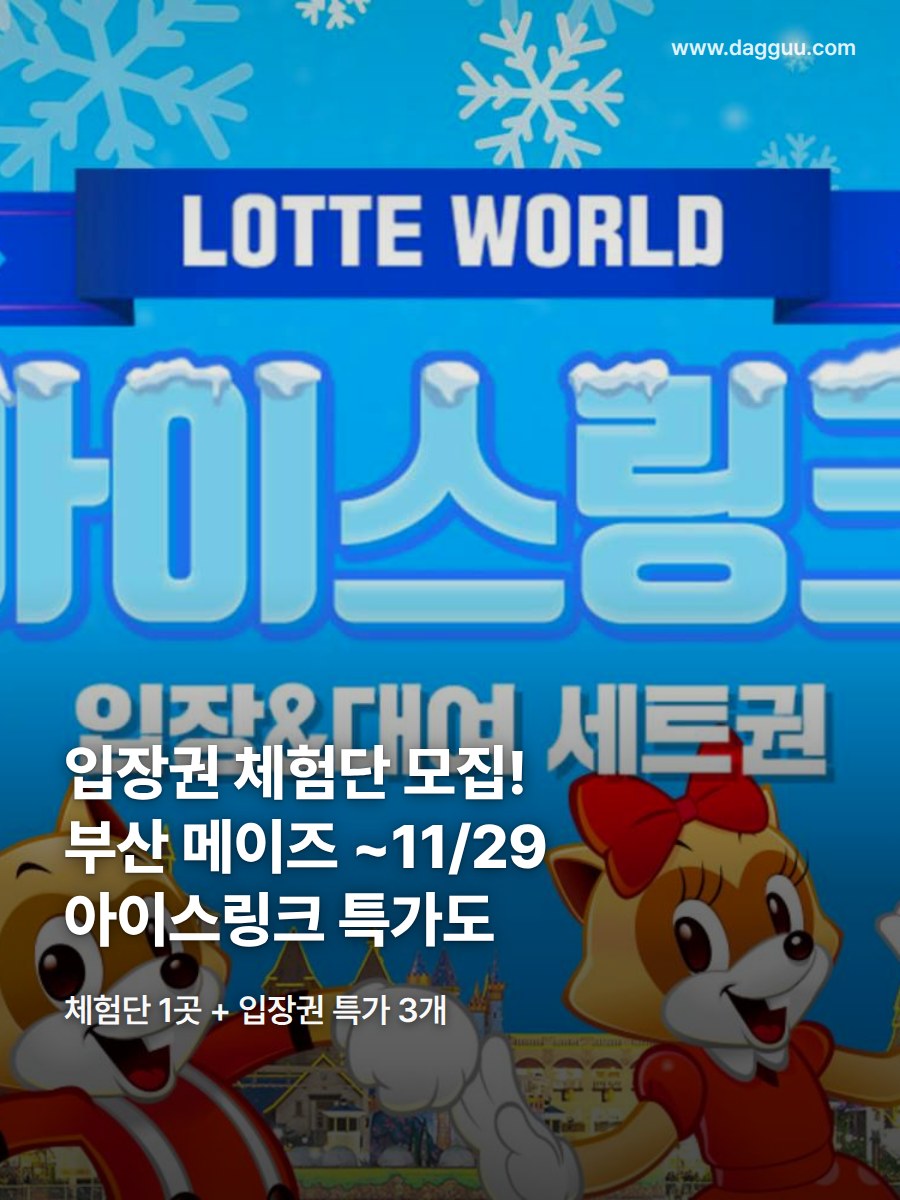 www.dagguu.com
LOTTE WORLD
아이스링크
입장&대여 세트권
입장권 체험단 모집!
부산 메이즈 ~11/29
아이스링크 특가도
체험단 1곳 + 입장권 특가 3개